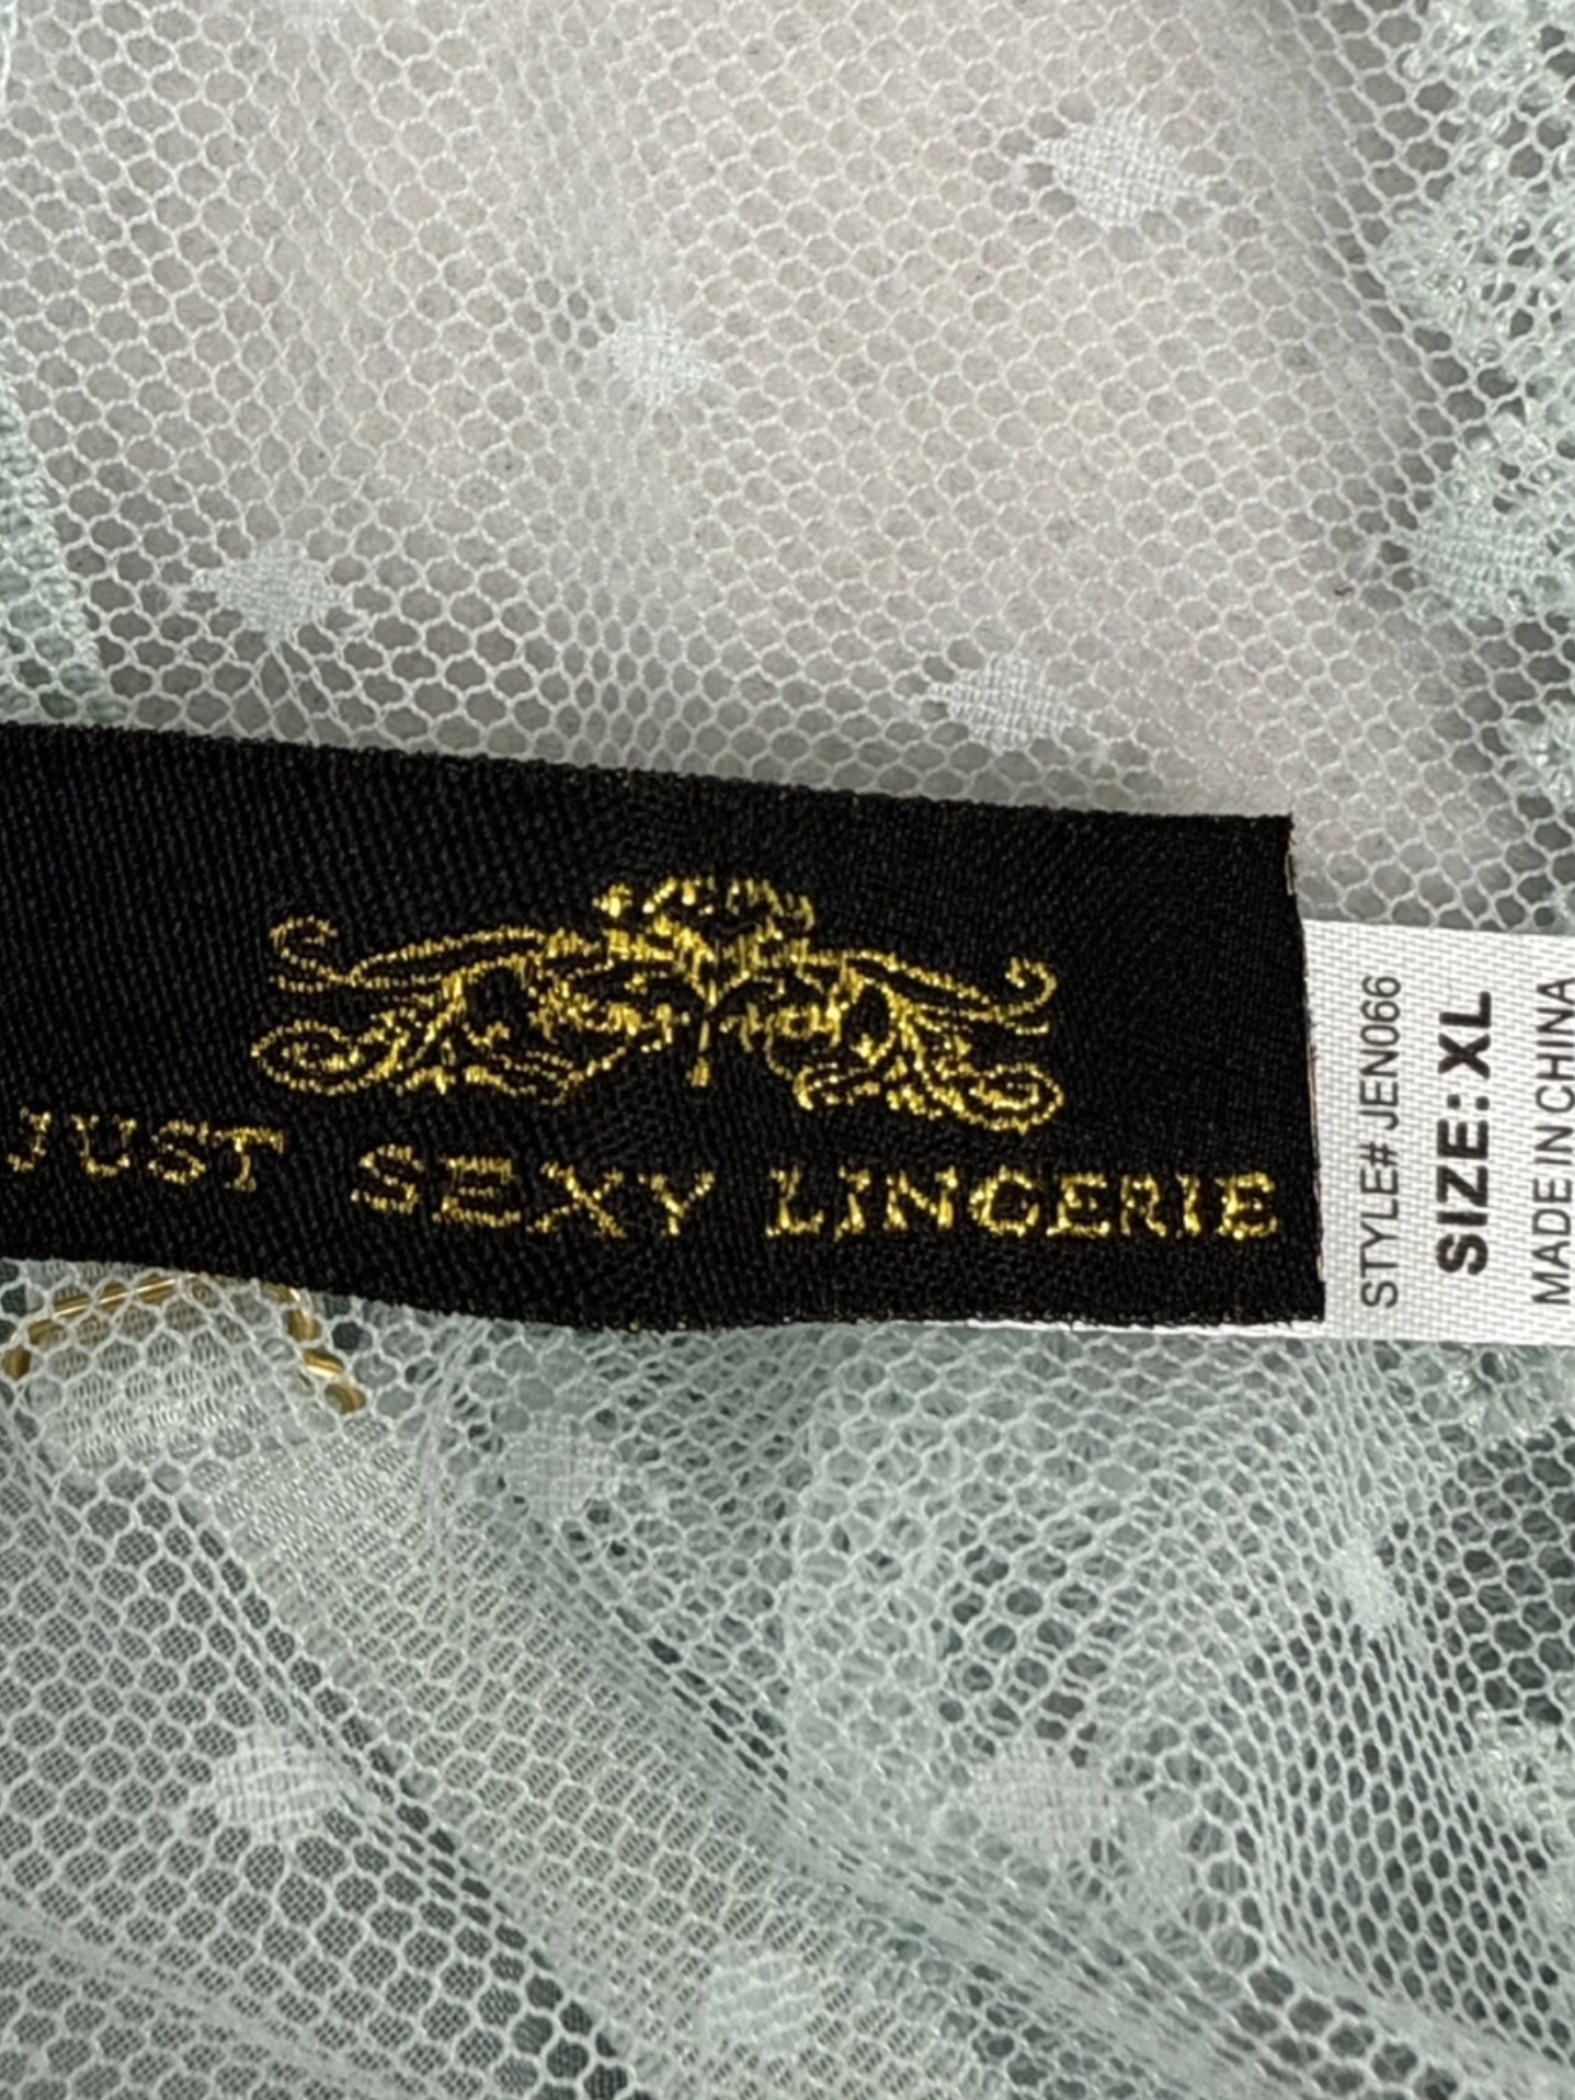 JUST SEXY LINGERIE
STYLE# JEN066
SIZE: XL
MADE IN CHINA